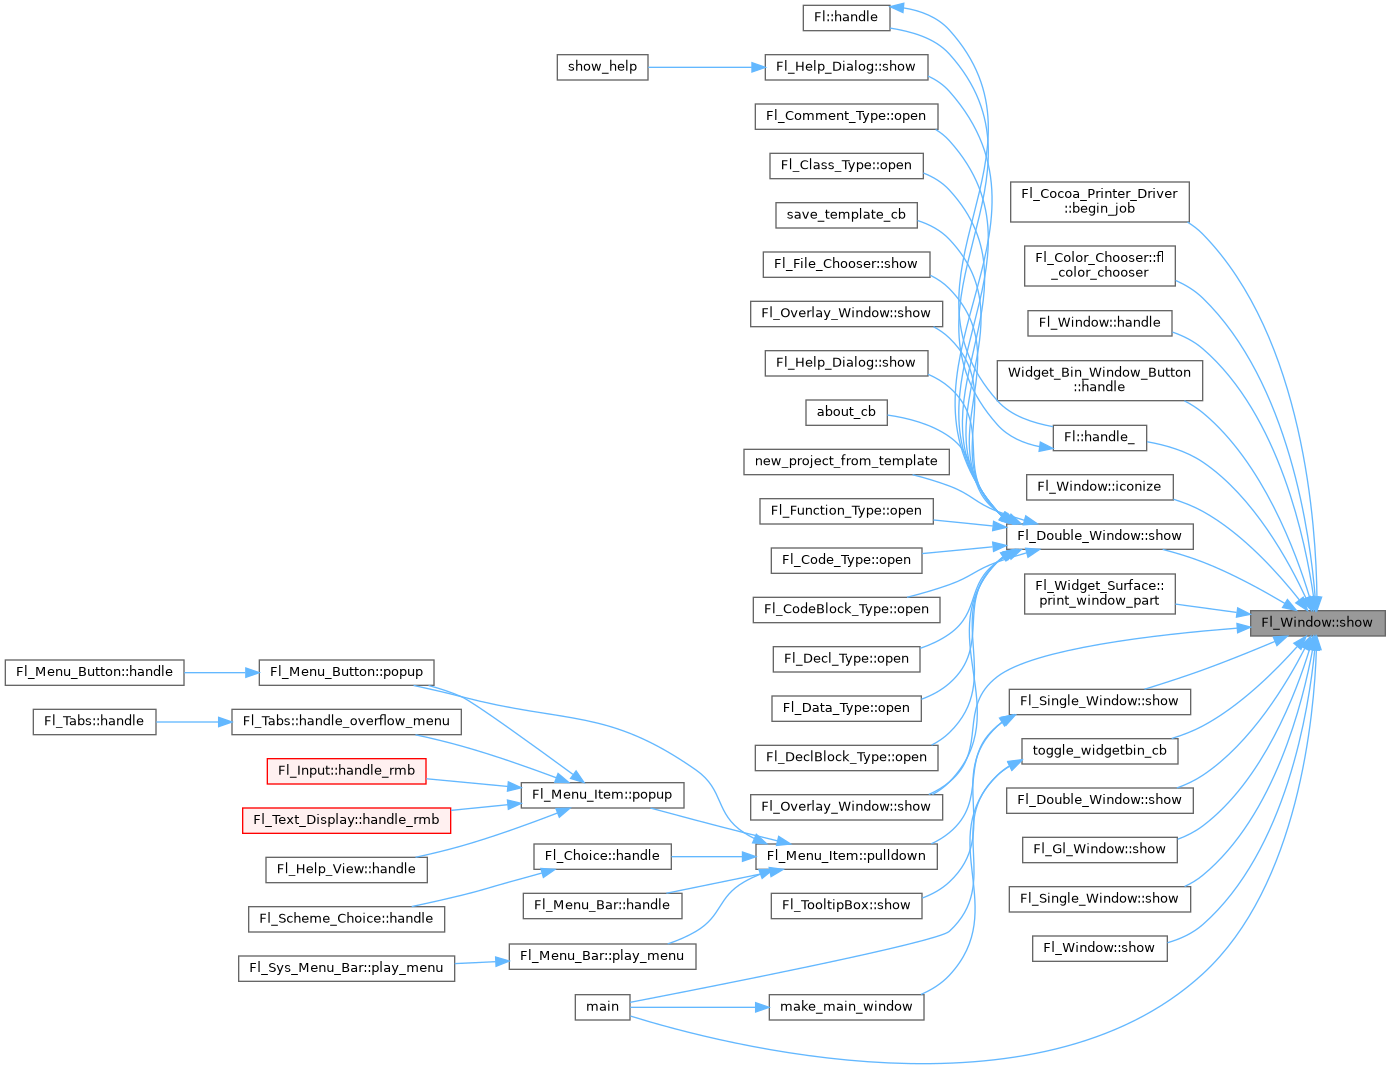 Fl::handle
show_help
Fl_Help_Dialog::show
Fl_Comment_Type::open
Fl_Class_Type::open
save_template_cb
Fl_File_Chooser::show
Fl_Overlay_Window::show
Fl_Help_Dialog::show
about_cb
new_project_from_template
Fl_Function_Type::open
Fl_Code_Type::open
Fl_CodeBlock_Type::open
Fl_Decl_Type::open
Fl_Data_Type::open
Fl_DeclBlock_Type::open
Fl_Overlay_Window::show
Fl_Menu_Item::pulldown
Fl_TooltipBox::show
make_main_window
Fl_Cocoa_Printer_Driver
::begin_job
Fl_Color_Chooser::fl
_color_chooser
Fl_Window::handle
Widget_Bin_Window_Button
::handle
Fl::handle_
Fl_Window::iconize
Fl_Double_Window::show
Fl_Widget_Surface::
print_window_part
Fl_Window::show
Fl_Single_Window::show
toggle_widgetbin_cb
Fl_Double_Window::show
Fl_Gl_Window::show
Fl_Single_Window::show
Fl_Window::show
Fl_Menu_Button::handle
Fl_Menu_Button::popup
Fl_Tabs::handle
Fl_Tabs::handle_overflow_menu
Fl_Input::handle_rmb
Fl_Menu_Item::popup
Fl_Text_Display::handle_rmb
Fl_Help_View::handle
Fl_Choice::handle
Fl_Scheme_Choice::handle
Fl_Menu_Bar::handle
Fl_Menu_Bar::play_menu
Fl_Sys_Menu_Bar::play_menu
main